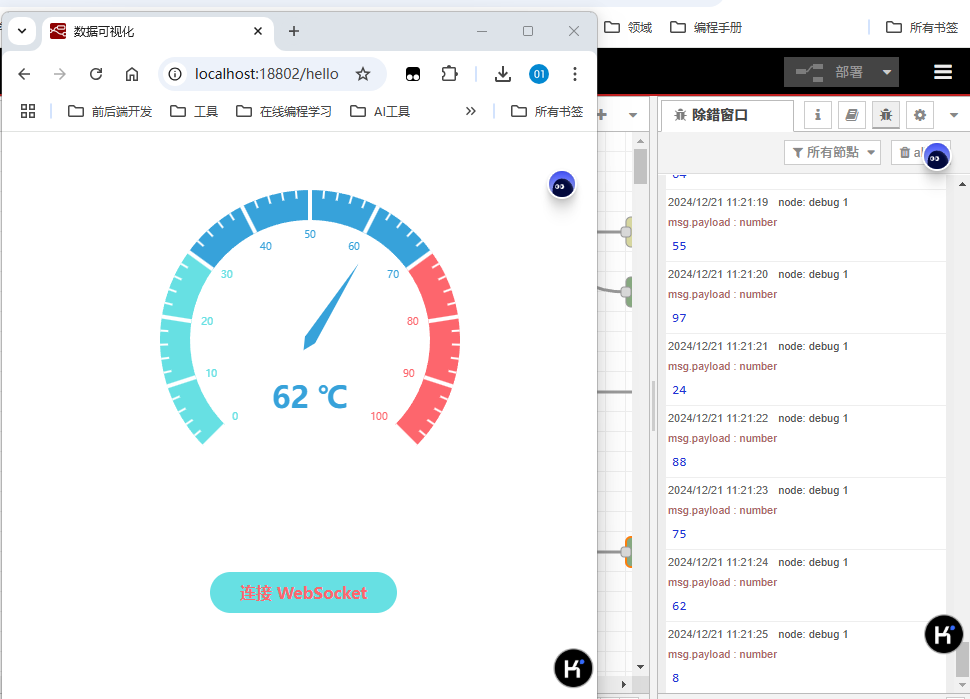 数据可视化
领域
编程手册
所有书签
localhost:18802/hello
01
前后端开发
工具
在线编程学习
AI工具
所有书签
部署
除錯窗口
所有節點
0
10
20
30
40
50
60
70
80
90
100
62 ℃
连接 WebSocket
2024/12/21 11:21:19 node: debug 1
msg.payload : number
55
2024/12/21 11:21:20 node: debug 1
msg.payload : number
97
2024/12/21 11:21:21 node: debug 1
msg.payload : number
24
2024/12/21 11:21:22 node: debug 1
msg.payload : number
88
2024/12/21 11:21:23 node: debug 1
msg.payload : number
75
2024/12/21 11:21:24 node: debug 1
msg.payload : number
62
2024/12/21 11:21:25 node: debug 1
msg.payload : number
8